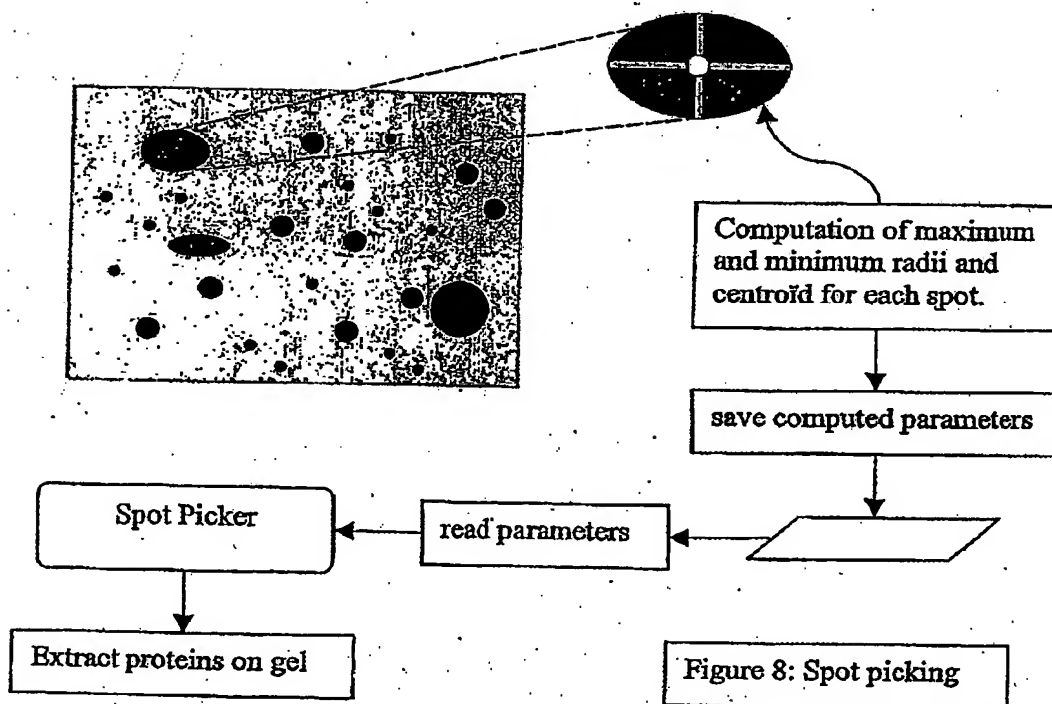 Computation of maximum
and minimum radii and
centroïd for each spot.
save computed parameters
read parameters
Spot Picker
Extract proteins on gel
Figure 8: Spot picking